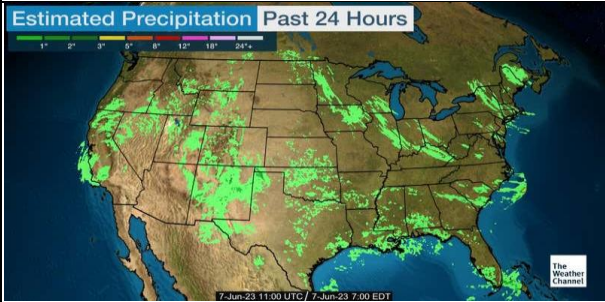 Estimated Precipitation Past 24 Hours
1" 2" 3" 5" 8" 12" 18" 24"+
The
Weather
Channel
7-Jun-23 11:00 UTC / 7-Jun-23 7:00 EDT